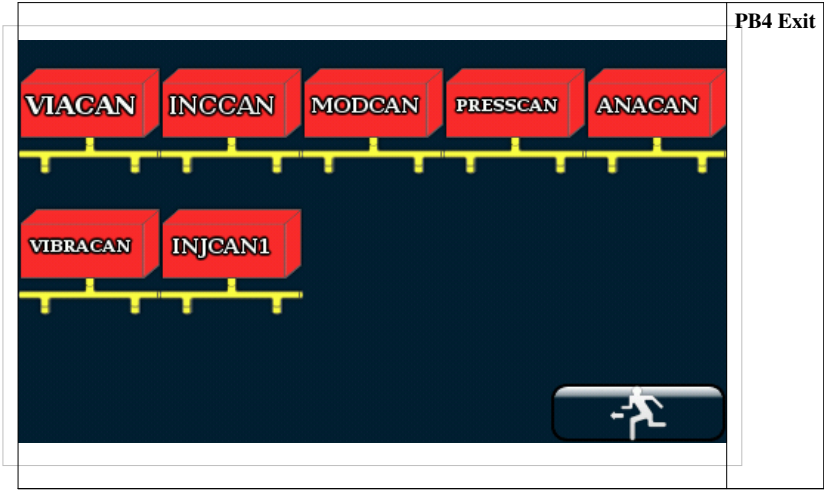 PB4 Exit
VIACAN INCCAN MODCAN PRESSCAN ANACAN
VIBRACAN INJCAN1